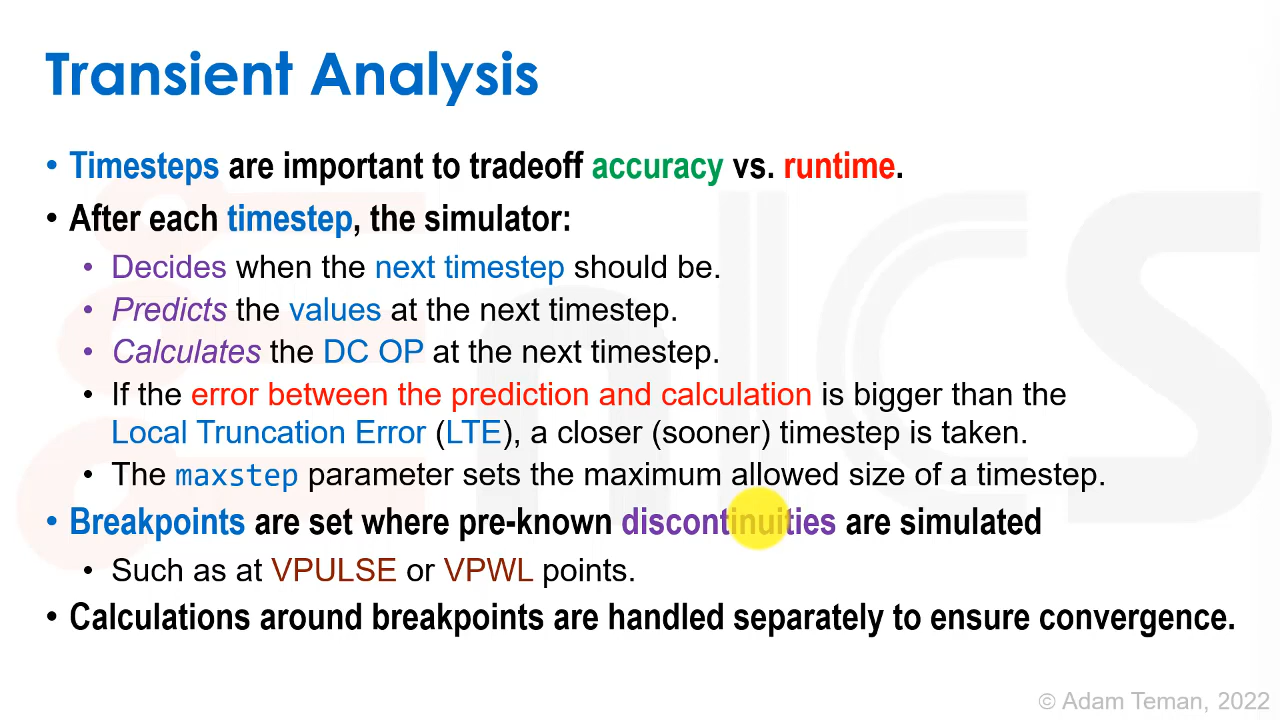 Transient Analysis
• Timesteps are important to tradeoff accuracy vs. runtime.
• After each timestep, the simulator:
• Decides when the next timestep should be.
• Predicts the values at the next timestep.
• Calculates the DC OP at the next timestep.
• If the error between the prediction and calculation is bigger than the
Local Truncation Error (LTE), a closer (sooner) timestep is taken.
• The maxstep parameter sets the maximum allowed size of a timestep.
• Breakpoints are set where pre-known discontinuities are simulated
• Such as at VPULSE or VPWL points.
• Calculations around breakpoints are handled separately to ensure convergence.
EnICS
© Adam Teman, 2022